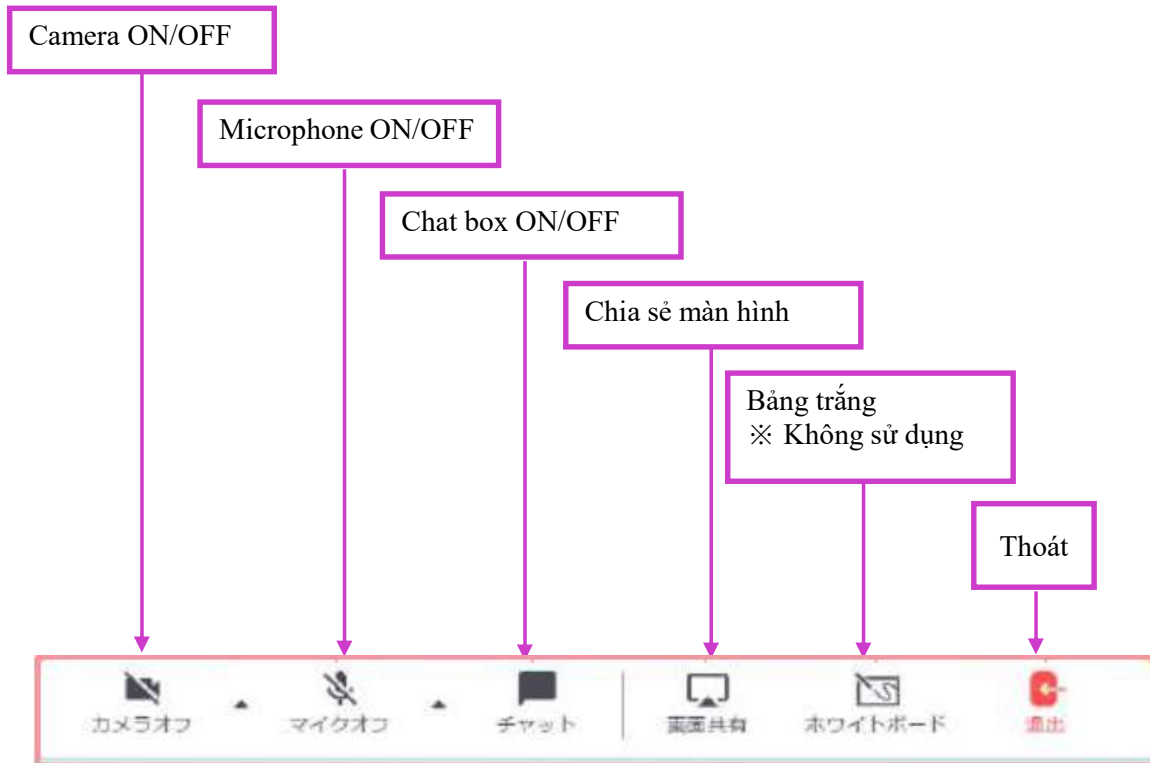 Camera ON/OFF
Microphone ON/OFF
Chat box ON/OFF
Chia sẻ màn hình
Bảng trắng
※ Không sử dụng
Thoát
カメラオフ
マイクオフ
チャット
画面共有
ホワイトボード
退出